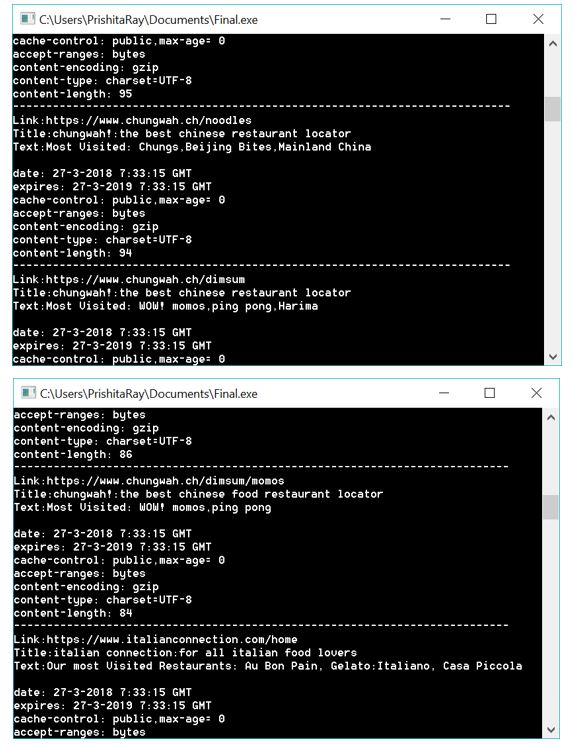 C:\Users\PrishitaRay\Documents\Final.exe
cache-control: public,max-age= 0
accept-ranges: bytes
content-encoding: gzip
content-type: charset=UTF-8
content-length: 95
---------------------------------------------------------------------------
Link:https://www.chungwah.ch/noodles
Title:chungwah!:the best chinese restaurant locator
Text:Most Visited: Chungs,Beijing Bites,Mainland China
date: 27-3-2018 7:33:15 GMT
expires: 27-3-2019 7:33:15 GMT
cache-control: public,max-age= 0
accept-ranges: bytes
content-encoding: gzip
content-type: charset=UTF-8
content-length: 94
---------------------------------------------------------------------------
Link:https://www.chungwah.ch/dimsum
Title:chungwah!:the best chinese restaurant locator
Text:Most Visited: WOW! momos,ping pong,Harima
date: 27-3-2018 7:33:15 GMT
expires: 27-3-2019 7:33:15 GMT
cache-control: public,max-age= 0
C:\Users\PrishitaRay\Documents\Final.exe
accept-ranges: bytes
content-encoding: gzip
content-type: charset=UTF-8
content-length: 86
---------------------------------------------------------------------------
Link:https://www.chungwah.ch/dimsum/momos
Title:chungwah!:the best chinese food restaurant locator
Text:Most Visited: WOW! momos,ping pong
date: 27-3-2018 7:33:15 GMT
expires: 27-3-2019 7:33:15 GMT
cache-control: public,max-age= 0
accept-ranges: bytes
content-encoding: gzip
content-type: charset=UTF-8
content-length: 84
---------------------------------------------------------------------------
Link:https://www.italianconnection.com/home
Title:italian connection:for all italian food lovers
Text:Our most Visited Restaurants: Au Bon Pain, Gelato:Italiano, Casa Piccola
date: 27-3-2018 7:33:15 GMT
expires: 27-3-2019 7:33:15 GMT
cache-control: public,max-age= 0
accept-ranges: bytes